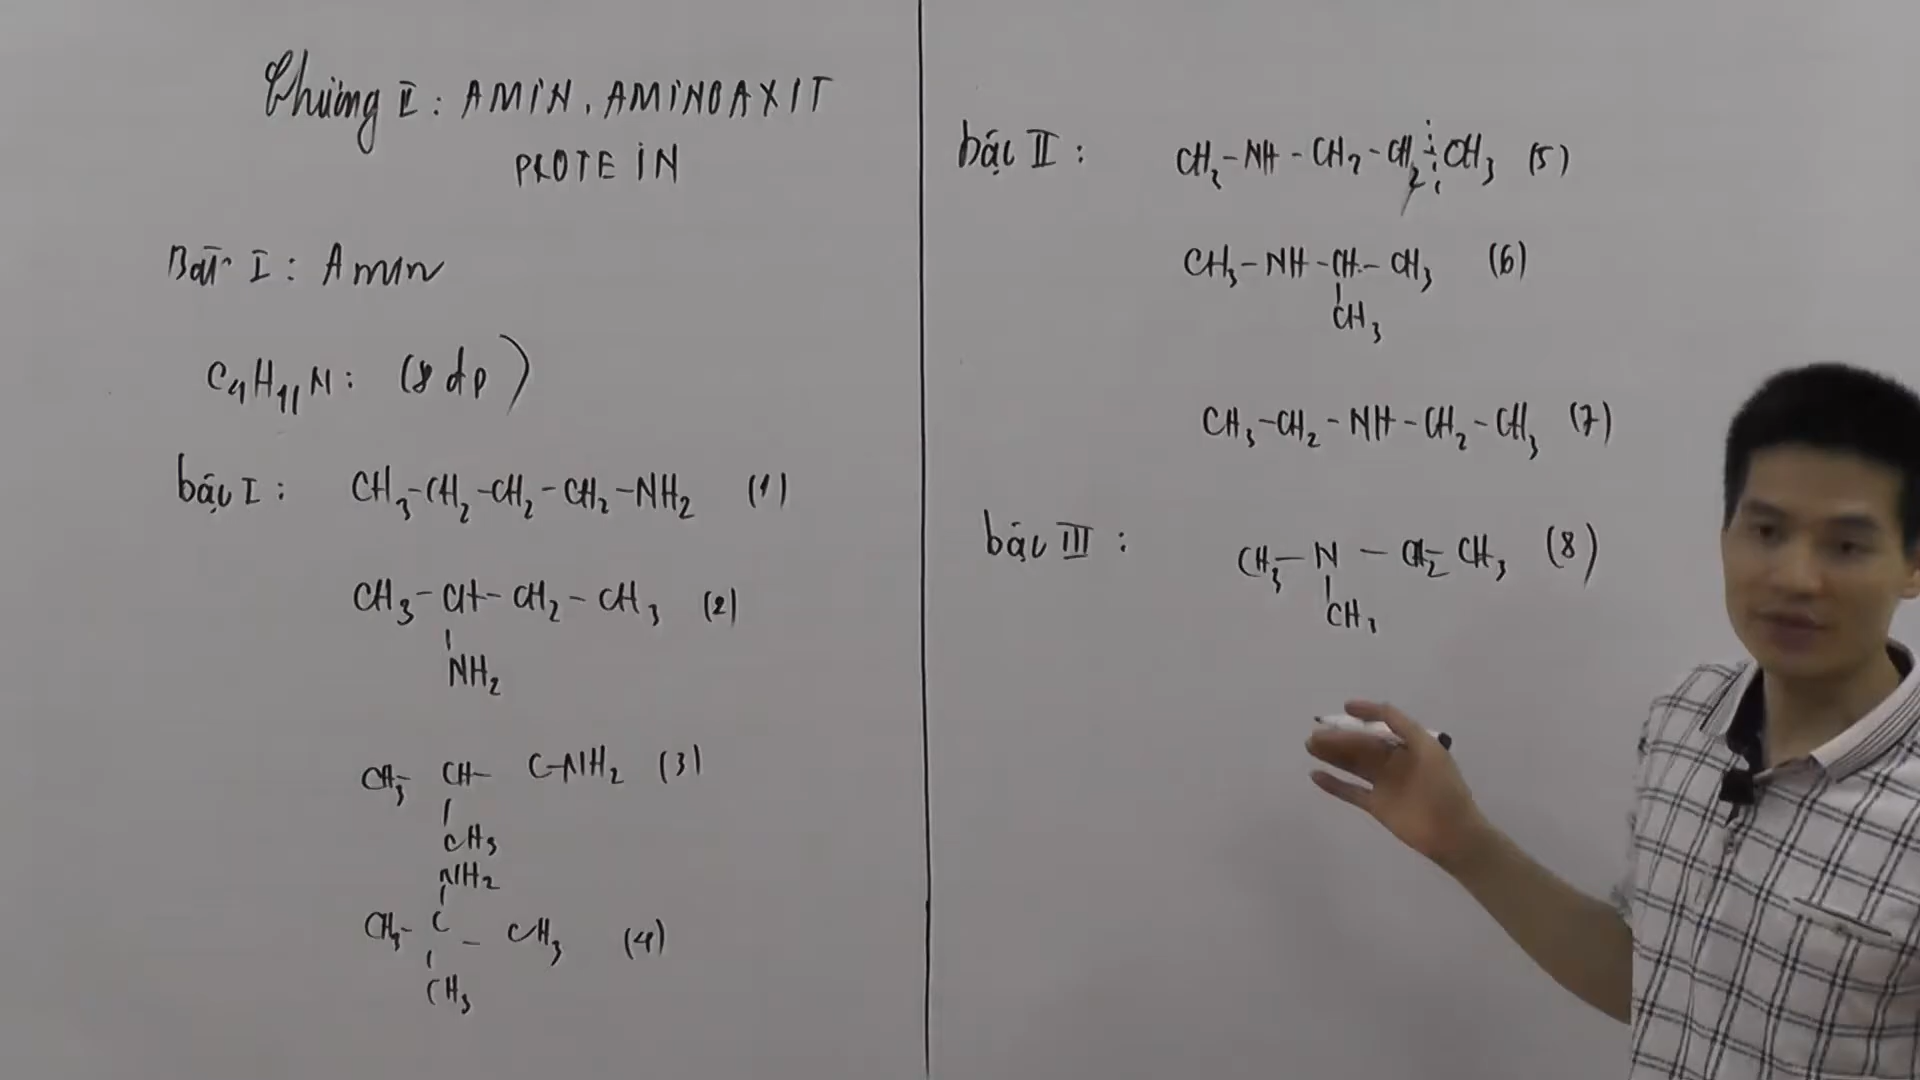 Chương II: AMIN, AMINOAXIT
PROTEIN
Bài I: Amin
C4H11N: (8 đp)
bậc I: CH3-CH2-CH2-CH2-NH2 (1)
CH3-CH-CH2-CH3 (2)
NH2
CH3- CH- C-NH2 (3)
CH3
NH2
CH3- C - CH3 (4)
CH3
bậc II: CH3-NH-CH2-CH2-CH3 (5)
CH3-NH-CH-CH3 (6)
CH3
CH3-CH2-NH-CH2-CH3 (7)
bậc III: CH3-N-CH2-CH3 (8)
CH3